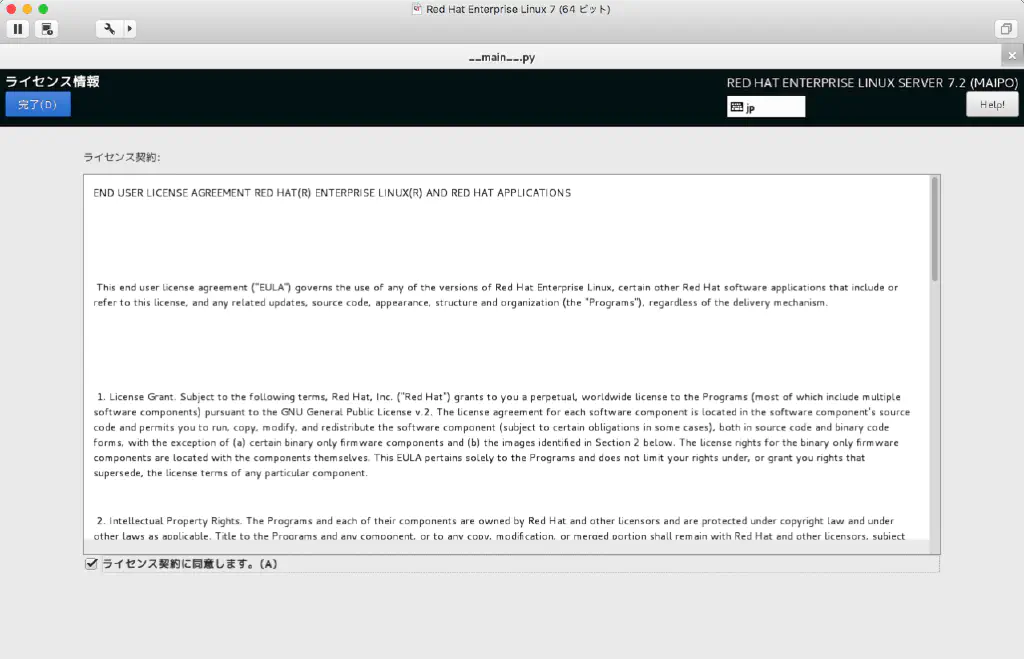 Red Hat Enterprise Linux 7 (64 ビット)
__main__.py
ライセンス情報
RED HAT ENTERPRISE LINUX SERVER 7.2 (MAIPO)
完了(D)
jp
Help!
ライセンス契約:
END USER LICENSE AGREEMENT RED HAT(R) ENTERPRISE LINUX(R) AND RED HAT APPLICATIONS
This end user license agreement ("EULA") governs the use of any of the versions of Red Hat Enterprise Linux, certain other Red Hat software applications that include or
refer to this license, and any related updates, source code, appearance, structure and organization (the "Programs"), regardless of the delivery mechanism.
1. License Grant. Subject to the following terms, Red Hat, Inc. ("Red Hat") grants to you a perpetual, worldwide license to the Programs (most of which include multiple
software components) pursuant to the GNU General Public License v.2. The license agreement for each software component is located in the software component's source
code and permits you to run, copy, modify, and redistribute the software component (subject to certain obligations in some cases), both in source code and binary code
forms, with the exception of (a) certain binary only firmware components and (b) the images identified in Section 2 below. The license rights for the binary only firmware
components are located with the components themselves. This EULA pertains solely to the Programs and does not limit your rights under, or grant you rights that
supersede, the license terms of any particular component.
2. Intellectual Property Rights. The Programs and each of their components are owned by Red Hat and other licensors and are protected under copyright law and under
other laws as applicable. Title to the Programs and any component, or to any copy, modification, or merged portion shall remain with Red Hat and other licensors, subject
ライセンス契約に同意します。(A)